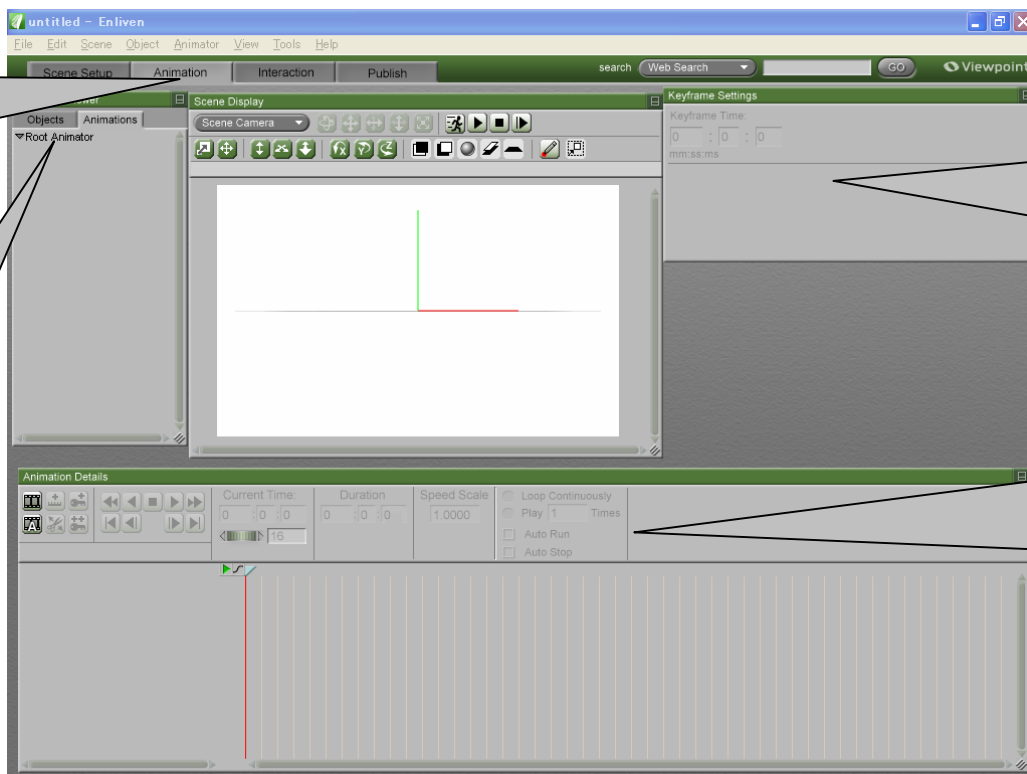 untitled - Enliven
File Edit Scene Object Animator View Tools Help
Scene Setup Animation Interaction Publish search Web Search GO Viewpoint
Scene Display
Keyframe Settings
Objects Animations
Scene Camera
Keyframe Time:
Root Animator
0 : 0 : 0
mm:ss:ms
Animation Details
Current Time: Duration Speed Scale Loop Continuously
0 :0 :0 0 :0 :0 1.0000 Play 1 Times
16 Auto Run
Auto Stop